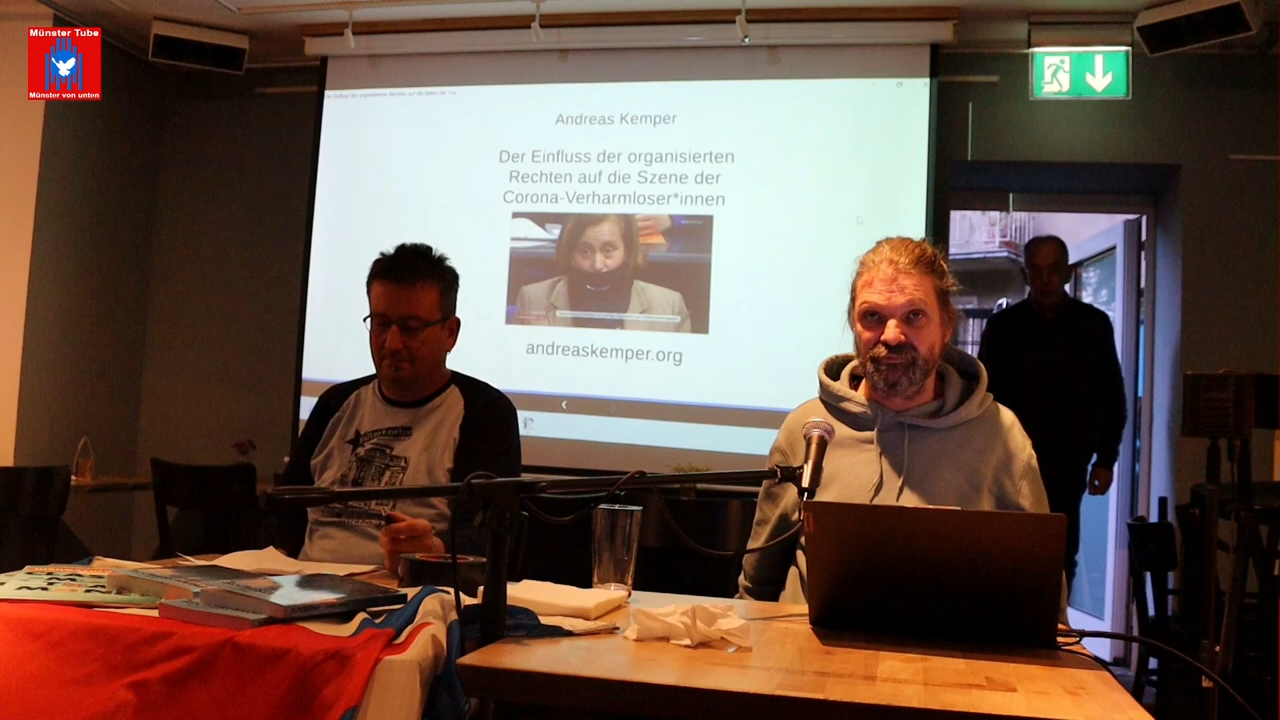 Münster Tube
Münster von unten
Andreas Kemper
Der Einfluss der organisierten
Rechten auf die Szene der
Corona-Verharmloser*innen
andreaskemper.org